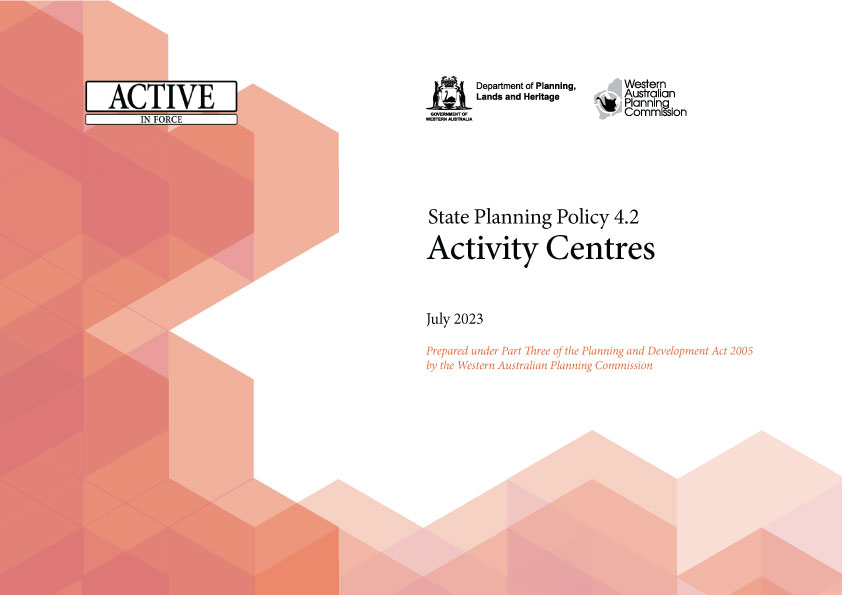 ACTIVE
IN FORCE
GOVERNMENT OF
WESTERN AUSTRALIA
Department of Planning,
Lands and Heritage
Western
Australian
Planning
Commission
State Planning Policy 4.2
Activity Centres
July 2023
Prepared under Part Three of the Planning and Development Act 2005
by the Western Australian Planning Commission